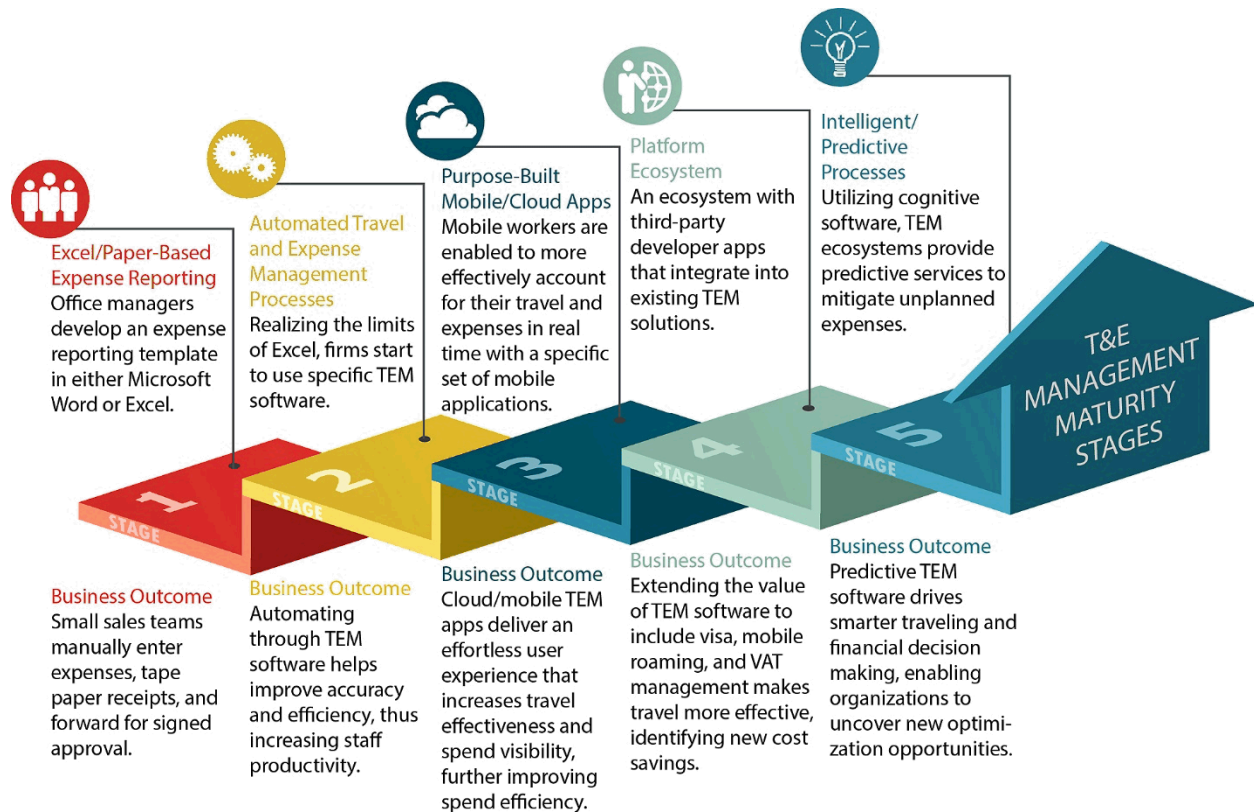 Excel/Paper-Based
Expense Reporting
Office managers
develop an expense
reporting template
in either Microsoft
Word or Excel.
Automated Travel
and Expense
Management
Processes
Realizing the limits
of Excel, firms start
to use specific TEM
software.
Purpose-Built
Mobile/Cloud Apps
Mobile workers are
enabled to more
effectively account
for their travel and
expenses in real
time with a specific
set of mobile
applications.
Platform
Ecosystem
An ecosystem with
third-party
developer apps
that integrate into
existing TEM
solutions.
Intelligent/
Predictive
Processes
Utilizing cognitive
software, TEM
ecosystems provide
predictive services to
mitigate unplanned
expenses.
T&E
MANAGEMENT
MATURITY
STAGES
1
STAGE
2
STAGE
3
STAGE
4
STAGE
5
STAGE
Business Outcome
Small sales teams
manually enter
expenses, tape
paper receipts, and
forward for signed
approval.
Business Outcome
Automating
through TEM
software helps
improve accuracy
and efficiency, thus
increasing staff
productivity.
Business Outcome
Cloud/mobile TEM
apps deliver an
effortless user
experience that
increases travel
effectiveness and
spend visibility,
further improving
spend efficiency.
Business Outcome
Extending the value
of TEM software to
include visa, mobile
roaming, and VAT
management makes
travel more effective,
identifying new cost
savings.
Business Outcome
Predictive TEM
software drives
smarter traveling and
financial decision
making, enabling
organizations to
uncover new optimi-
zation opportunities.